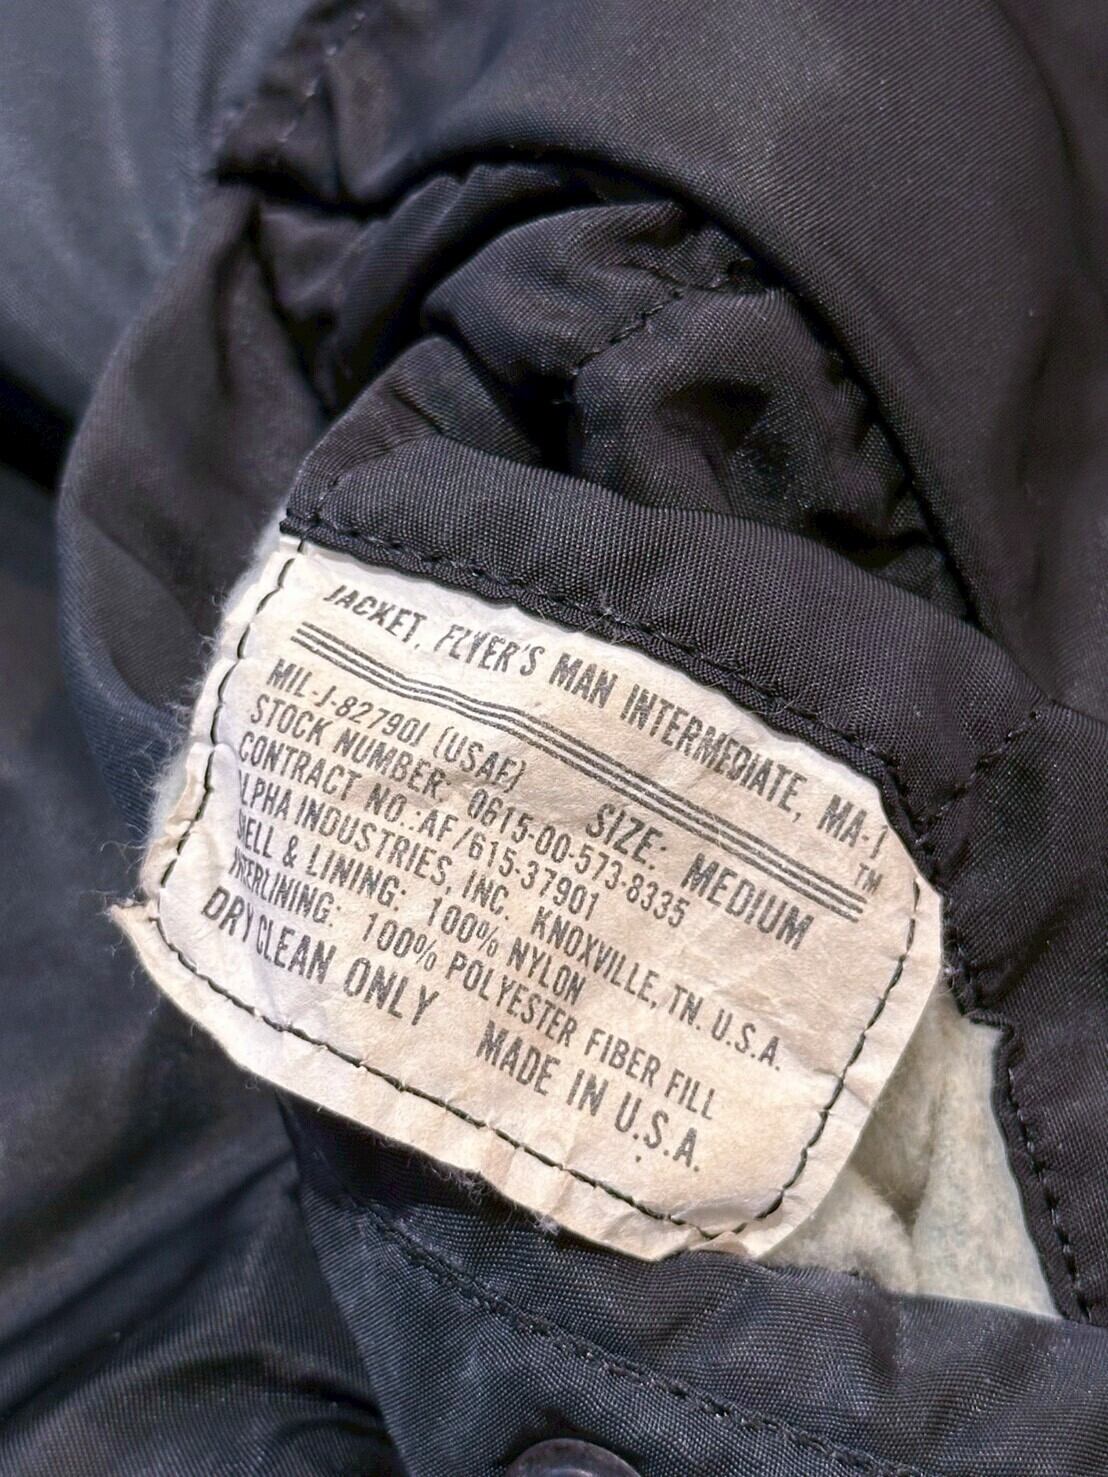 JACKET, FLYER'S MAN INTERMEDIATE, MA-1
TM
MIL-J-82790I (USAF) SIZE: MEDIUM
STOCK NUMBER: 0615-00-573-8335
CONTRACT NO.:AF/615-37901
ALPHA INDUSTRIES, INC. KNOXVILLE, TN. U.S.A.
SHELL & LINING: 100% NYLON
INTERLINING: 100% POLYESTER FIBER FILL
DRY CLEAN ONLY MADE IN U.S.A.